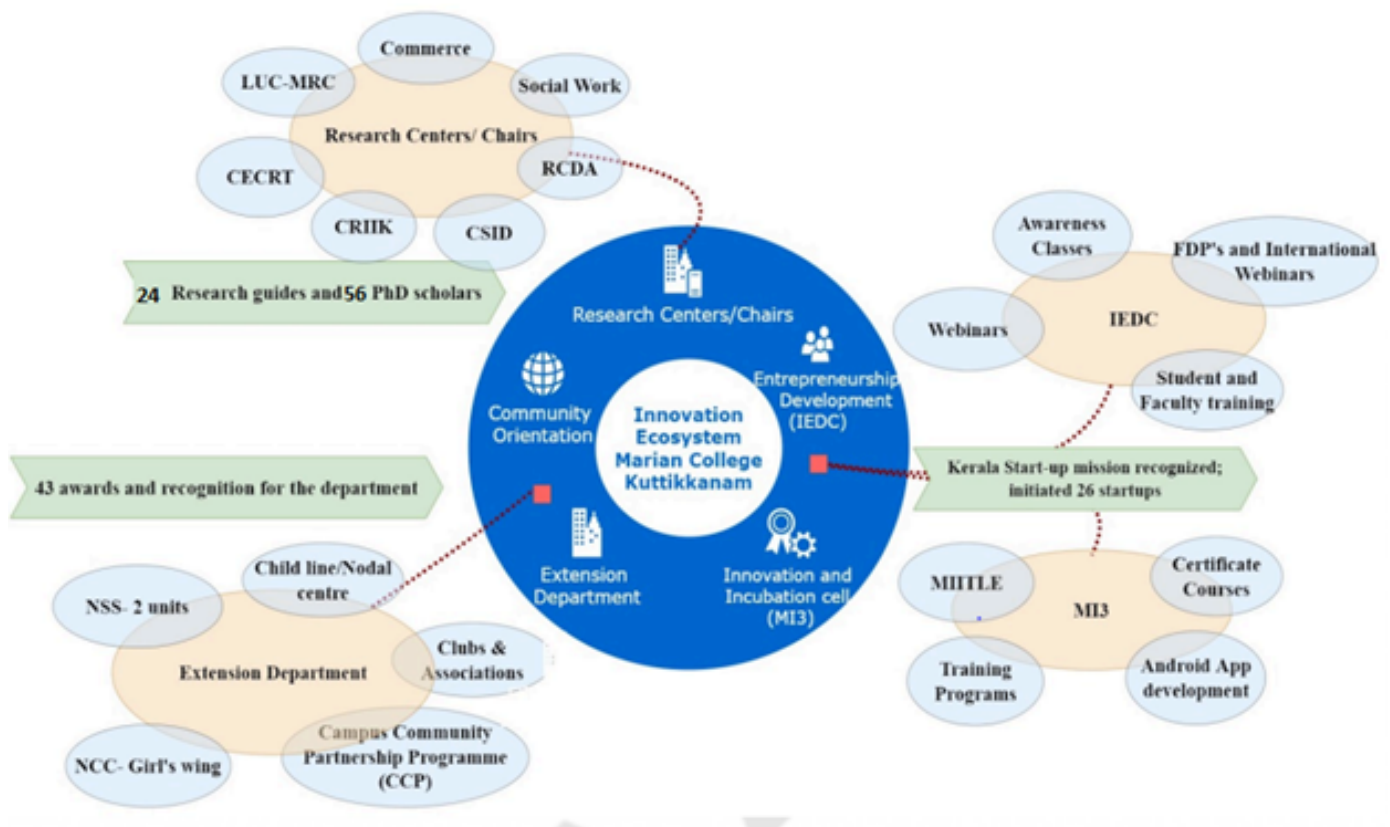 Commerce
LUC-MRC
Social Work
Research Centers/ Chairs
RCDA
CECRT
CRIIK
CSID
24 Research guides and 56 PhD scholars
Research Centers/Chairs
Entrepreneurship
Development
(IEDC)
Community
Orientation
Innovation
Ecosystem
Marian College
Kuttikkanam
Extension
Department
Innovation and
Incubation cell
(MI3)
Awareness
Classes
FDP's and International
Webinars
Webinars
IEDC
Student and
Faculty training
Kerala Start-up mission recognized;
initiated 26 startups
MIITLE
Certificate
Courses
MI3
Training
Programs
Android App
development
43 awards and recognition for the department
Child line/Nodal
centre
NSS- 2 units
Clubs &
Associations
Extension Department
Campus Community
Partnership Programme
(CCP)
NCC- Girl's wing